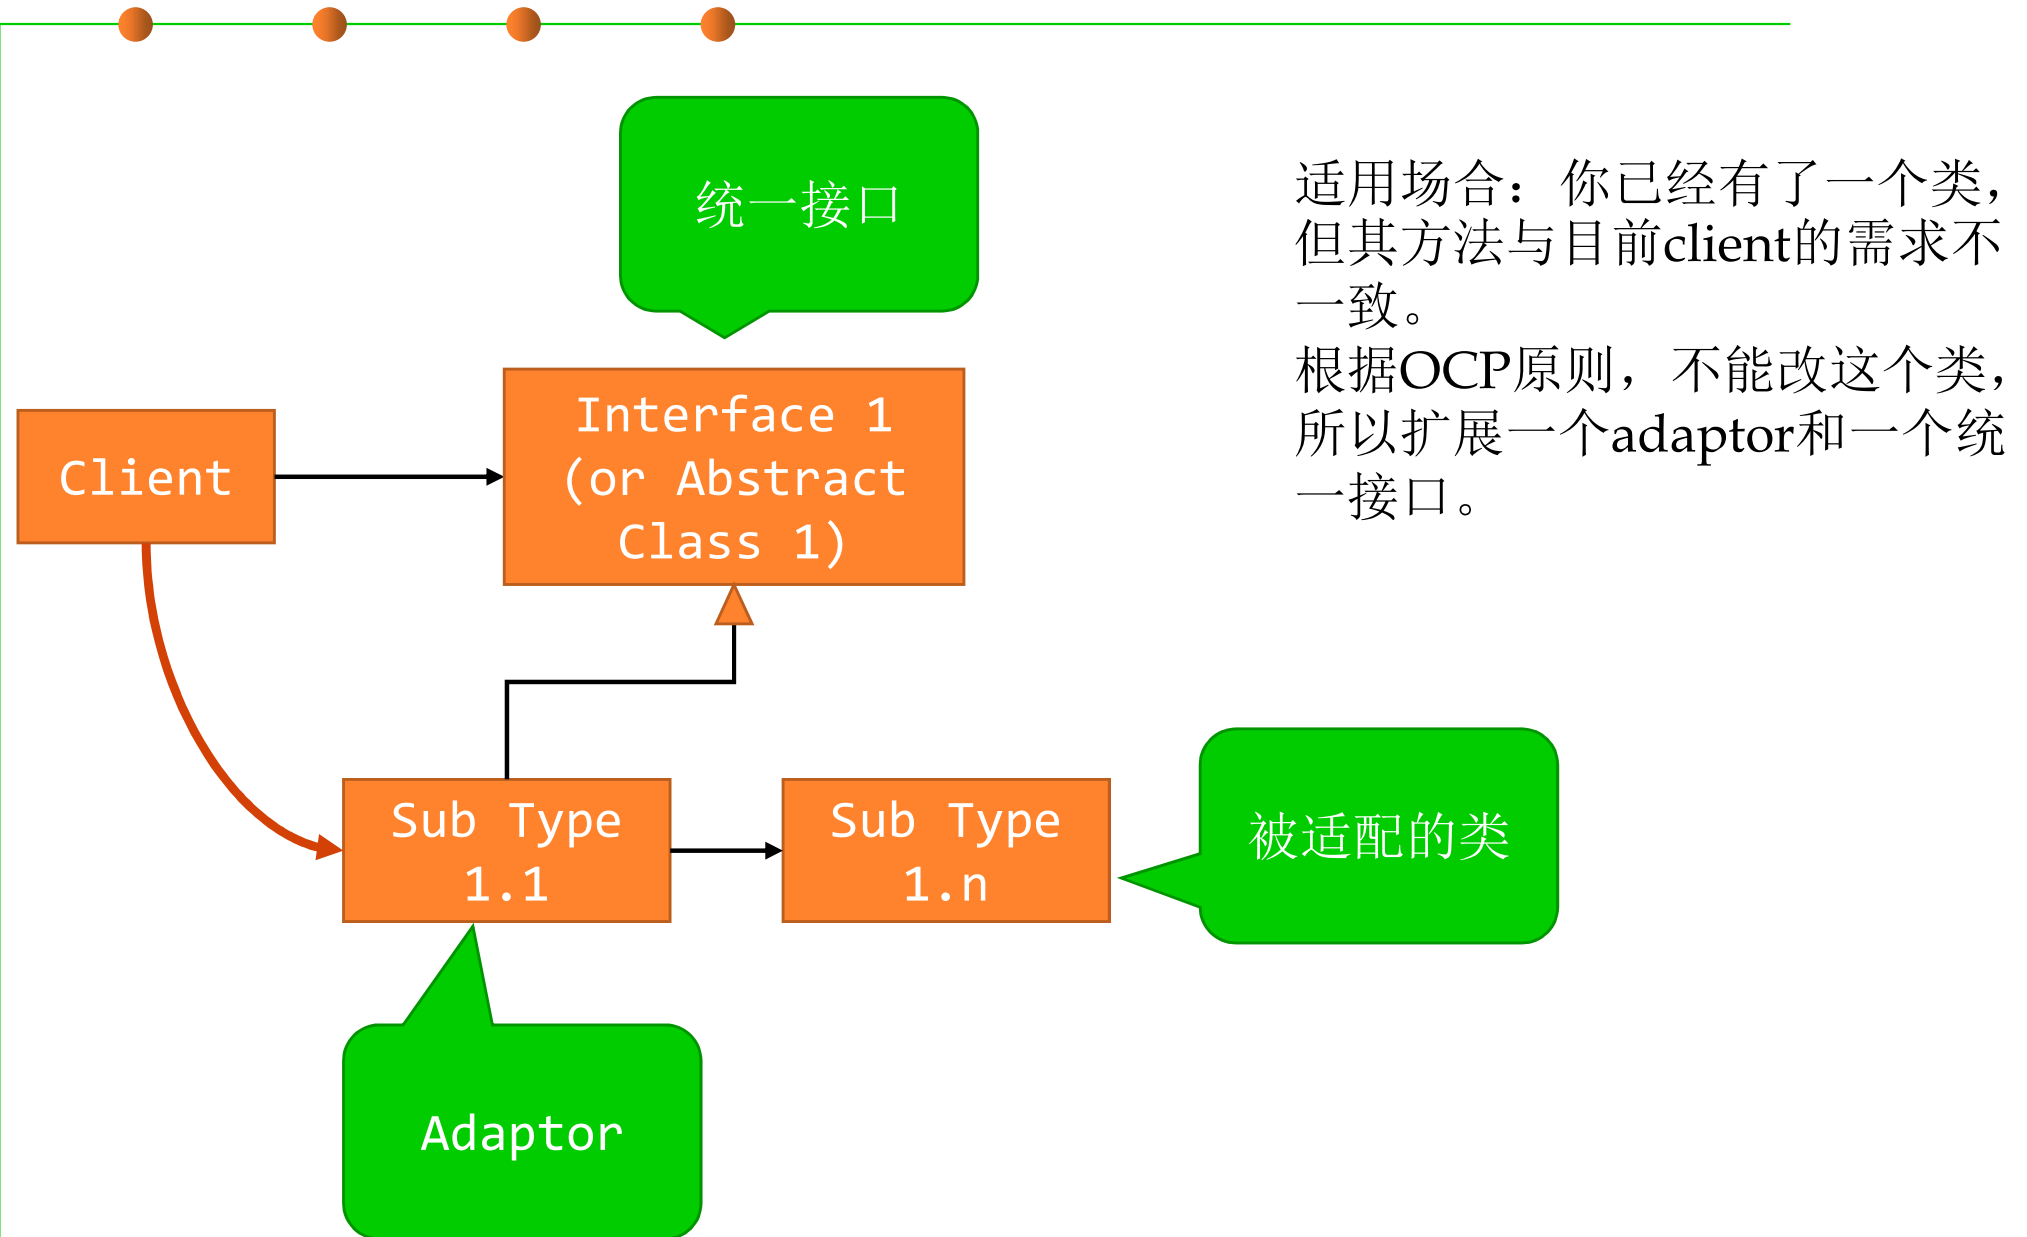 统一接口
适用场合：你已经有了一个类，
但其方法与目前client的需求不
一致。
根据OCP原则，不能改这个类，
所以扩展一个adaptor和一个统
一接口。
Client
Interface 1
(or Abstract
Class 1)
Sub Type
1.1
Sub Type
1.n
被适配的类
Adaptor